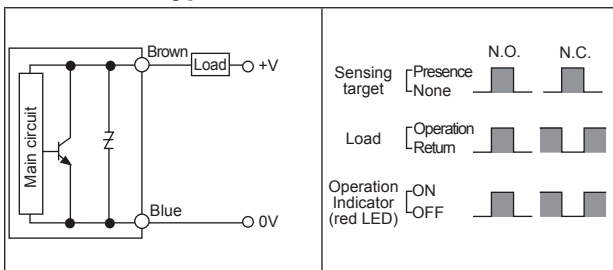 Main circuit
Brown
Load
+V
Blue
0V
N.O. N.C.
Sensing target
Presence
None
Load
Operation
Return
Operation Indicator (red LED)
ON
OFF